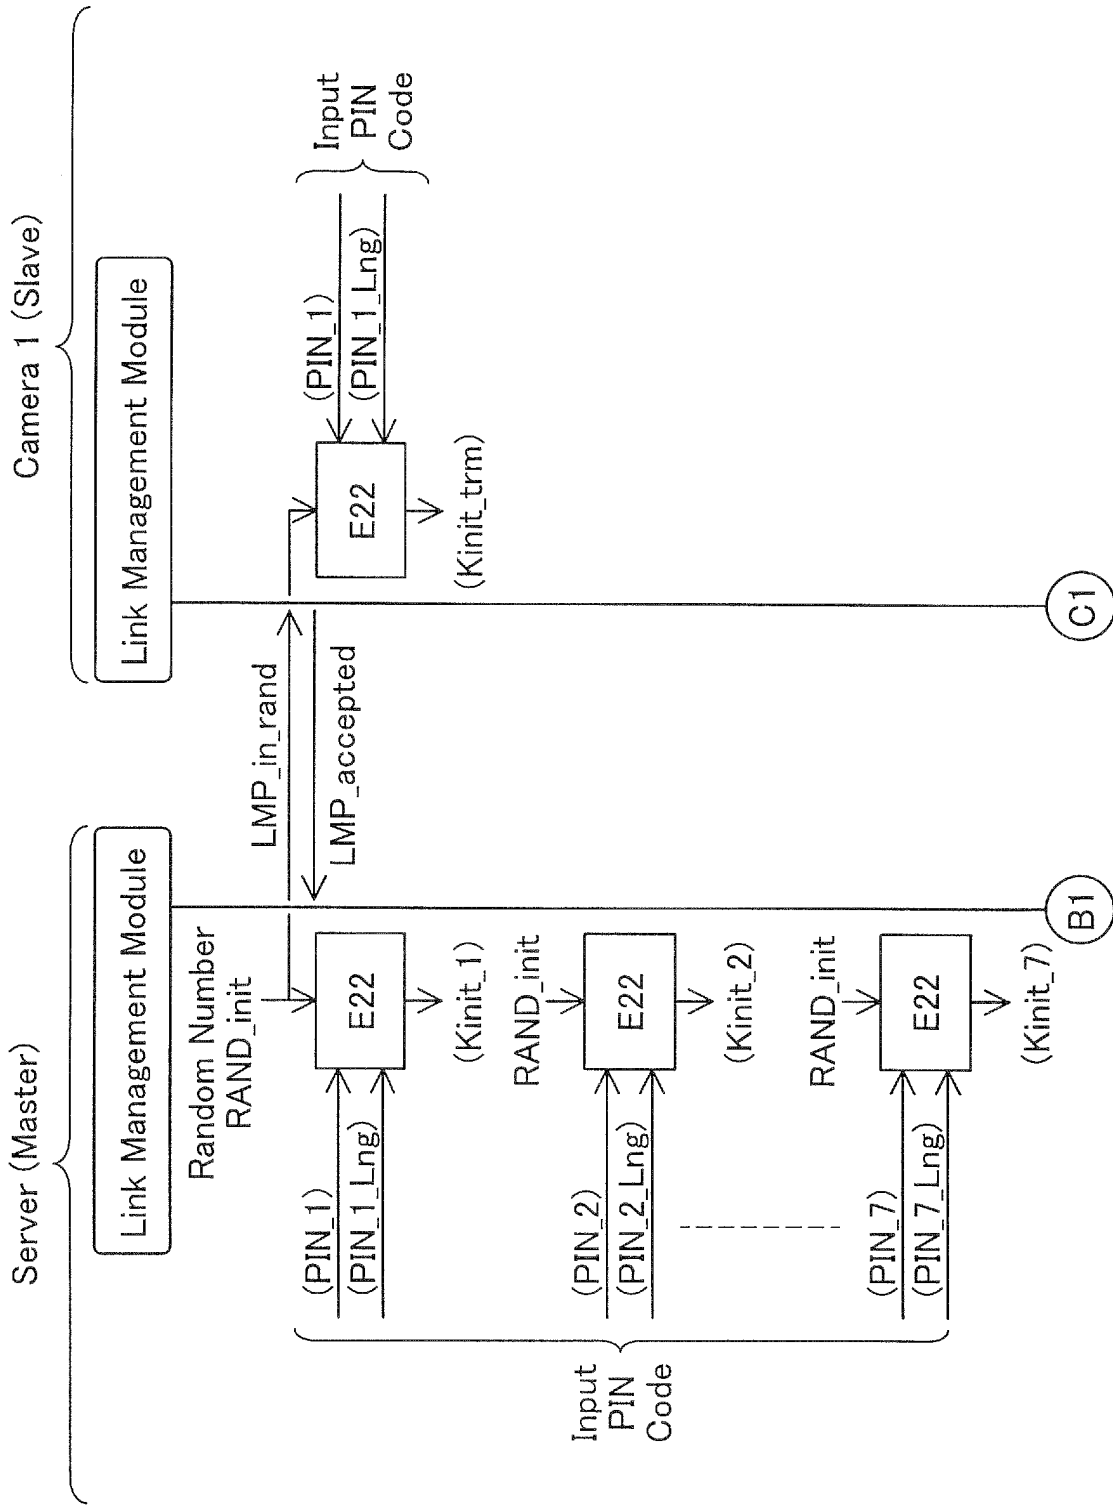 Server (Master)
Camera 1 (Slave)
Link Management Module
Link Management Module
Random Number
RAND_init
LMP_in_rand
LMP_accepted
(PIN_1)
(PIN_1_Lng)
E22
(Kinit_1)
E22
(Kinit_trm)
(PIN_1)
(PIN_1_Lng)
Input
PIN
Code
Input
PIN
Code
RAND_init
(PIN_2)
(PIN_2_Lng)
E22
(Kinit_2)
RAND_init
(PIN_7)
(PIN_7_Lng)
E22
(Kinit_7)
B1
C1